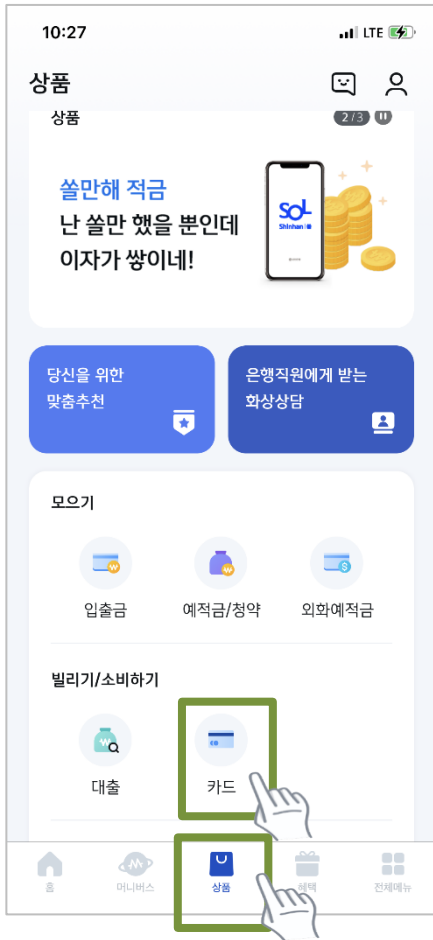 10:27
LTE
상품
상품
2/3
쏠만해 적금
난 쏠만 했을 뿐인데
이자가 쌓이네!
SOL
Shinhan
당신을 위한
맞춤추천
은행직원에게 받는
화상상담
모으기
입출금
예적금/청약
외화예적금
빌리기/소비하기
대출
카드
홈
머니버스
상품
혜택
전체메뉴